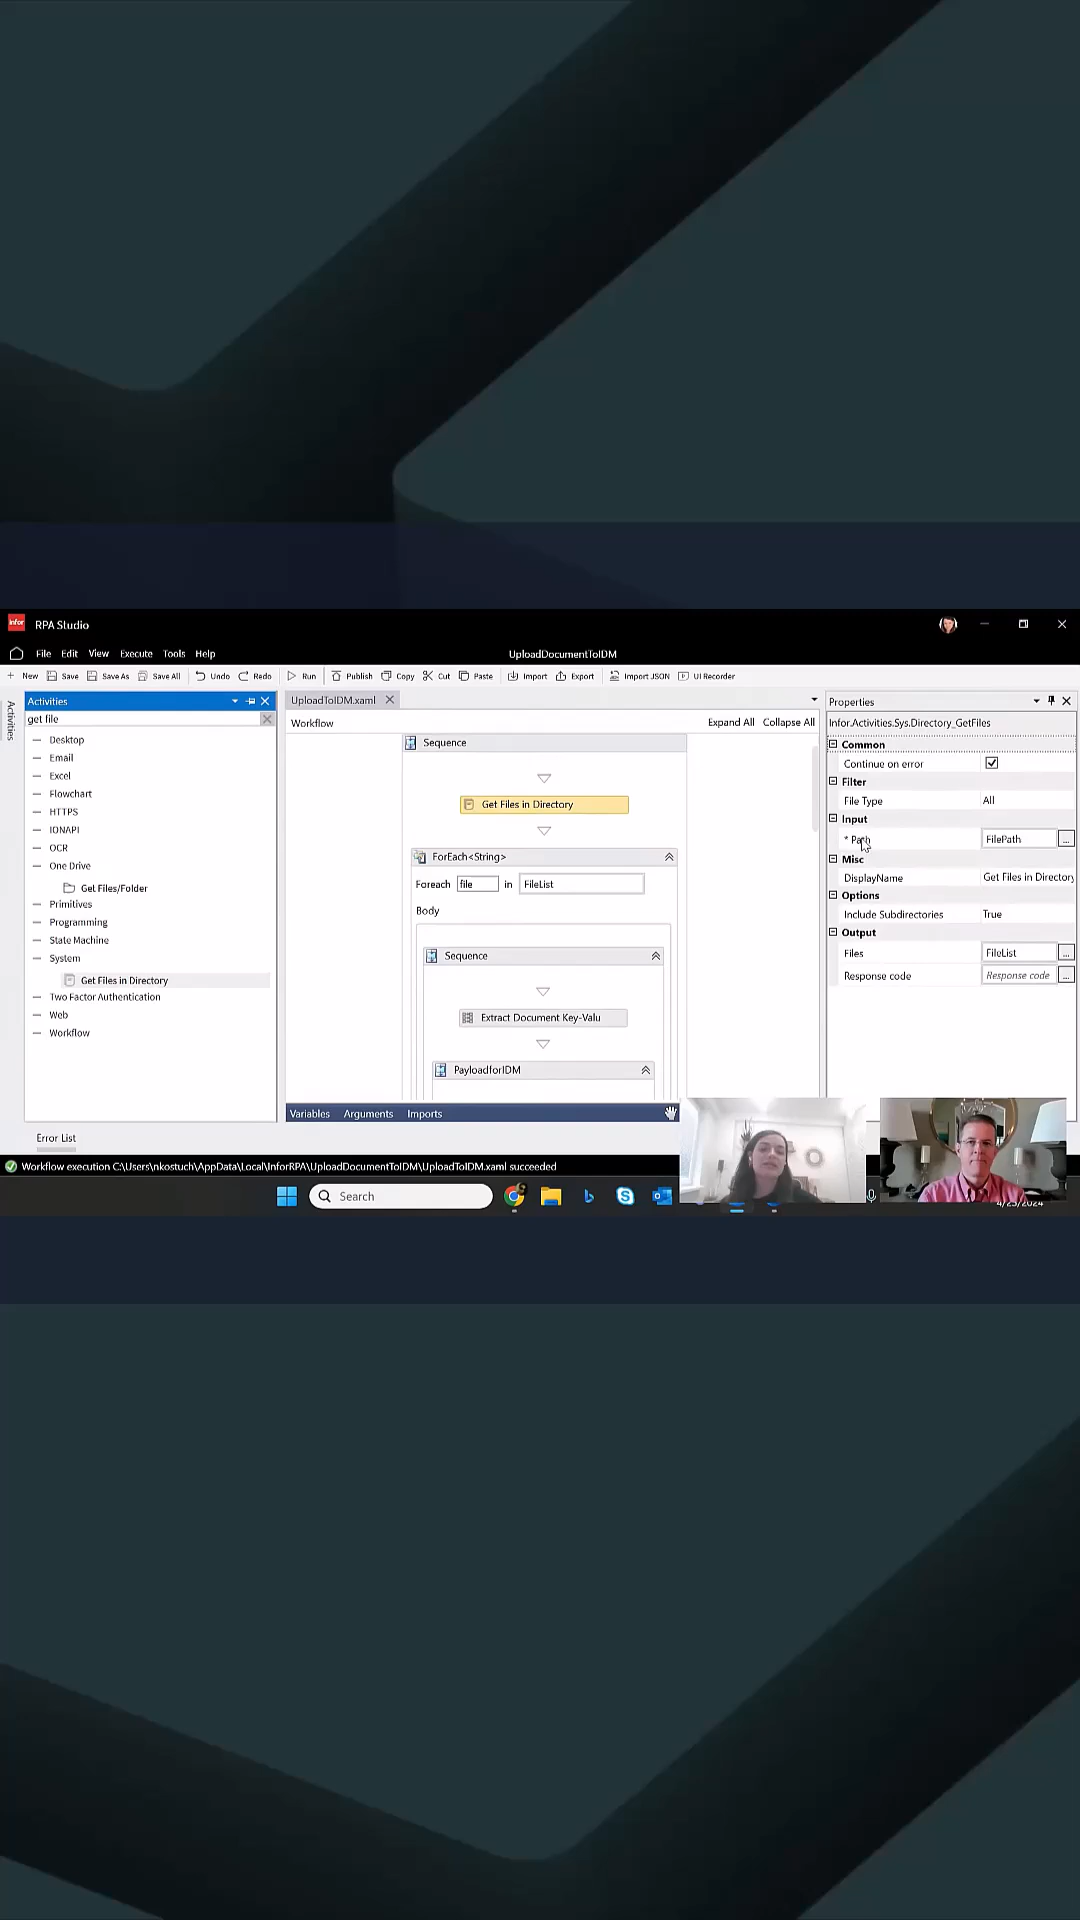 infor
RPA Studio
File Edit View Execute Tools Help
UploadDocumentToIDM
New Save Save As Save All Undo Redo Run Publish Copy Cut Paste Import Export Import JSON UI Recorder
Activities
Activities
get file
Desktop
Email
Excel
Flowchart
HTTPS
IONAPI
OCR
One Drive
Get Files/Folder
Primitives
Programming
State Machine
System
Get Files in Directory
Two Factor Authentication
Web
Workflow
UploadToIDM.xaml
Workflow
Expand All Collapse All
Sequence
Get Files in Directory
ForEach<String>
Foreach file in FileList
Body
Sequence
Extract Document Key-Valu
PayloadforIDM
Variables Arguments Imports
Properties
Infor.Activities.Sys.Directory_GetFiles
Common
Continue on error
Filter
File Type All
Input
* Path FilePath ...
Misc
DisplayName Get Files in Directory
Options
Include Subdirectories True
Output
Files FileList ...
Response code Response code ...
Error List
Workflow execution C:\Users\nkostuch\AppData\Local\InforRPA\UploadDocumentToIDM\UploadToIDM.xaml succeeded
Search
4/23/2024